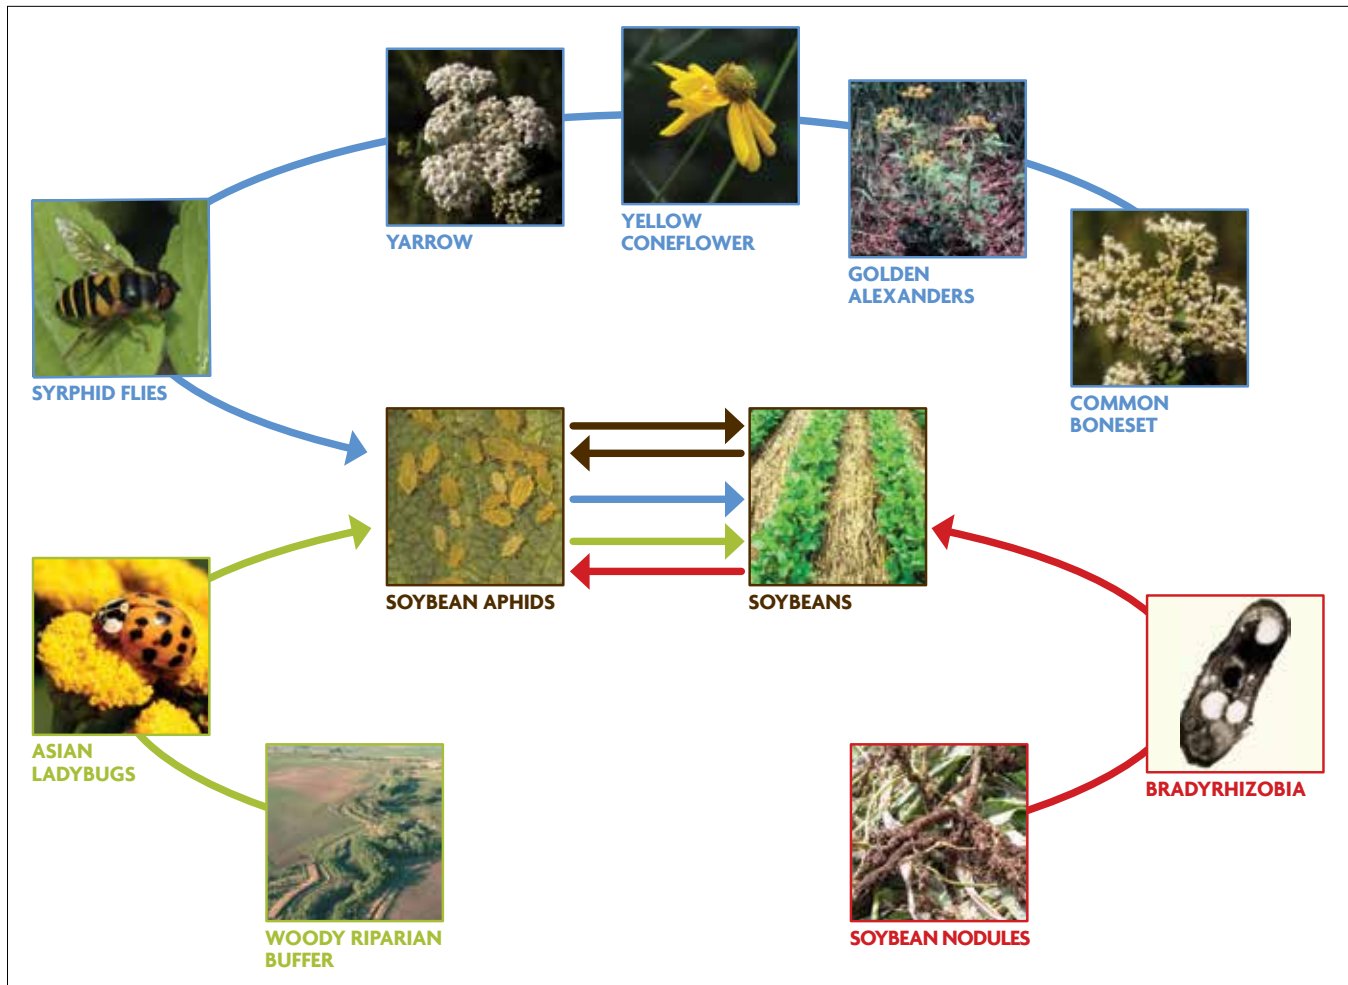 YARROW
YELLOW
CONEFLOWER
GOLDEN
ALEXANDERS
SYRPHID FLIES
COMMON
BONESET
SOYBEAN APHIDS
SOYBEANS
ASIAN
LADYBUGS
BRADYRHIZOBIA
WOODY RIPARIAN
BUFFER
SOYBEAN NODULES